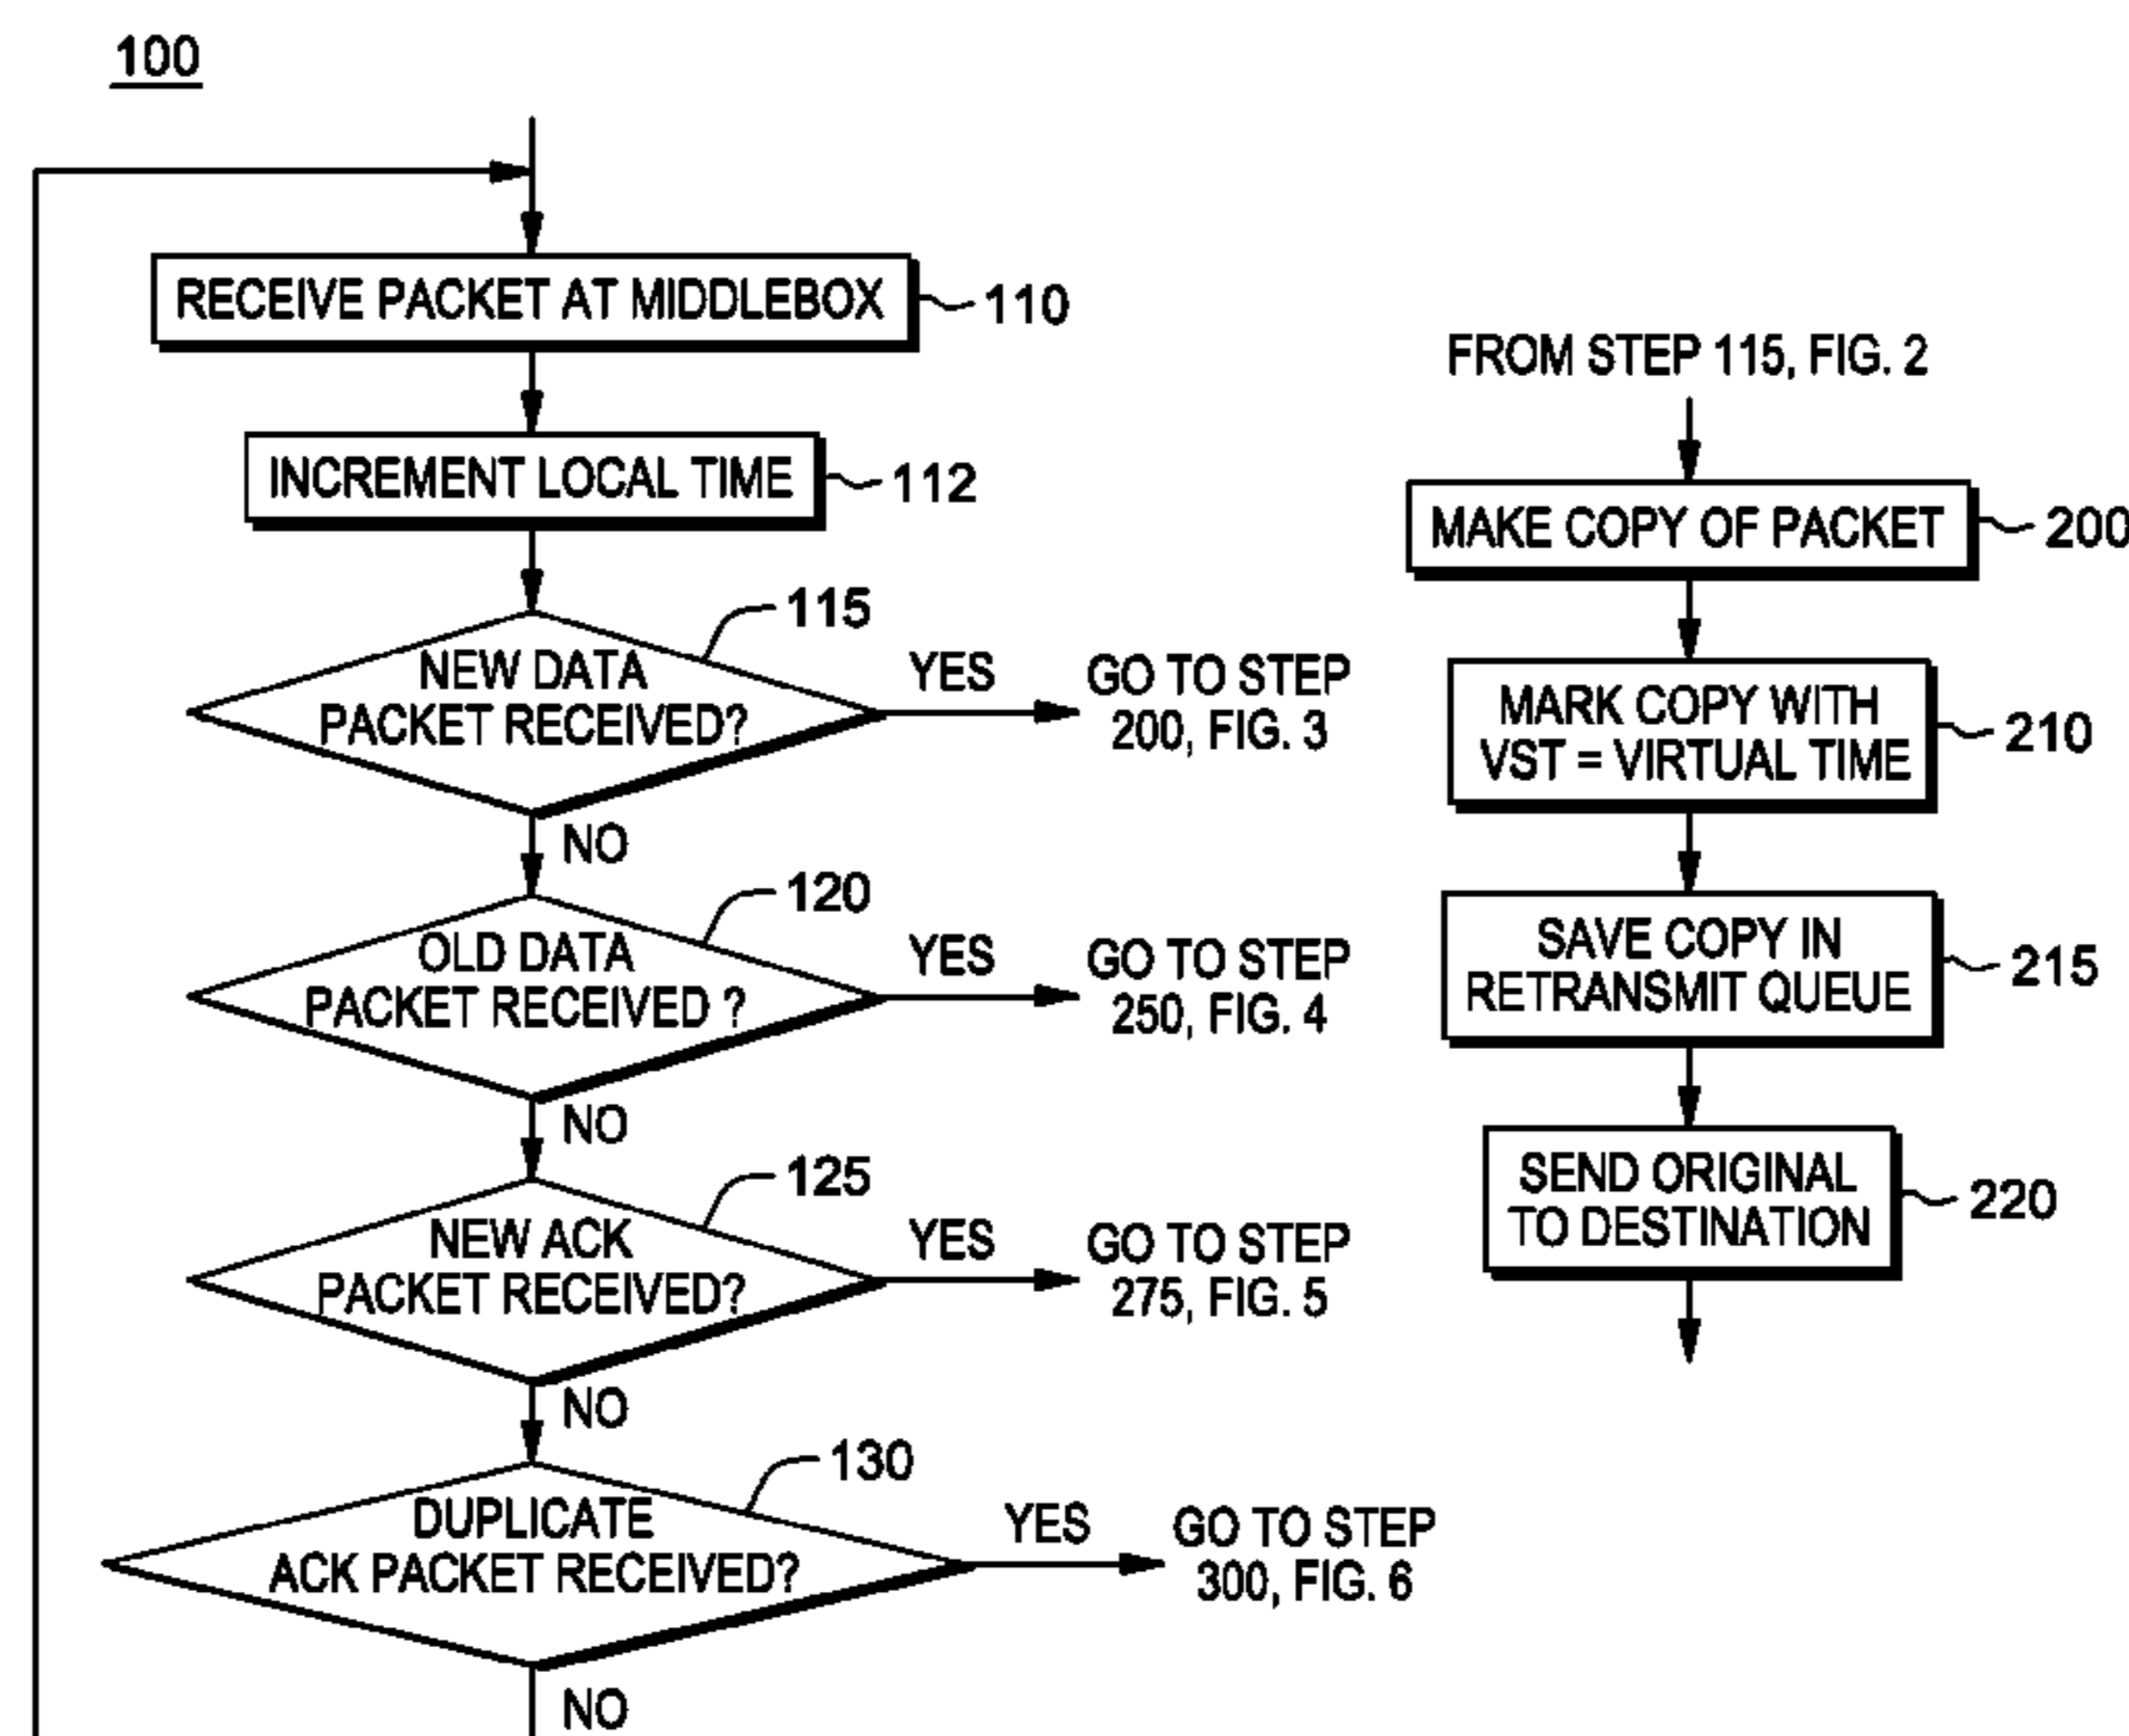 100
RECEIVE PACKET AT MIDDLEBOX
110
INCREMENT LOCAL TIME
112
NEW DATA
PACKET RECEIVED?
115
YES
GO TO STEP
200, FIG. 3
NO
OLD DATA
PACKET RECEIVED ?
120
YES
GO TO STEP
250, FIG. 4
NO
NEW ACK
PACKET RECEIVED?
125
YES
GO TO STEP
275, FIG. 5
NO
DUPLICATE
ACK PACKET RECEIVED?
130
YES
GO TO STEP
300, FIG. 6
NO
FROM STEP 115, FIG. 2
MAKE COPY OF PACKET
200
MARK COPY WITH
VST = VIRTUAL TIME
210
SAVE COPY IN
RETRANSMIT QUEUE
215
SEND ORIGINAL
TO DESTINATION
220